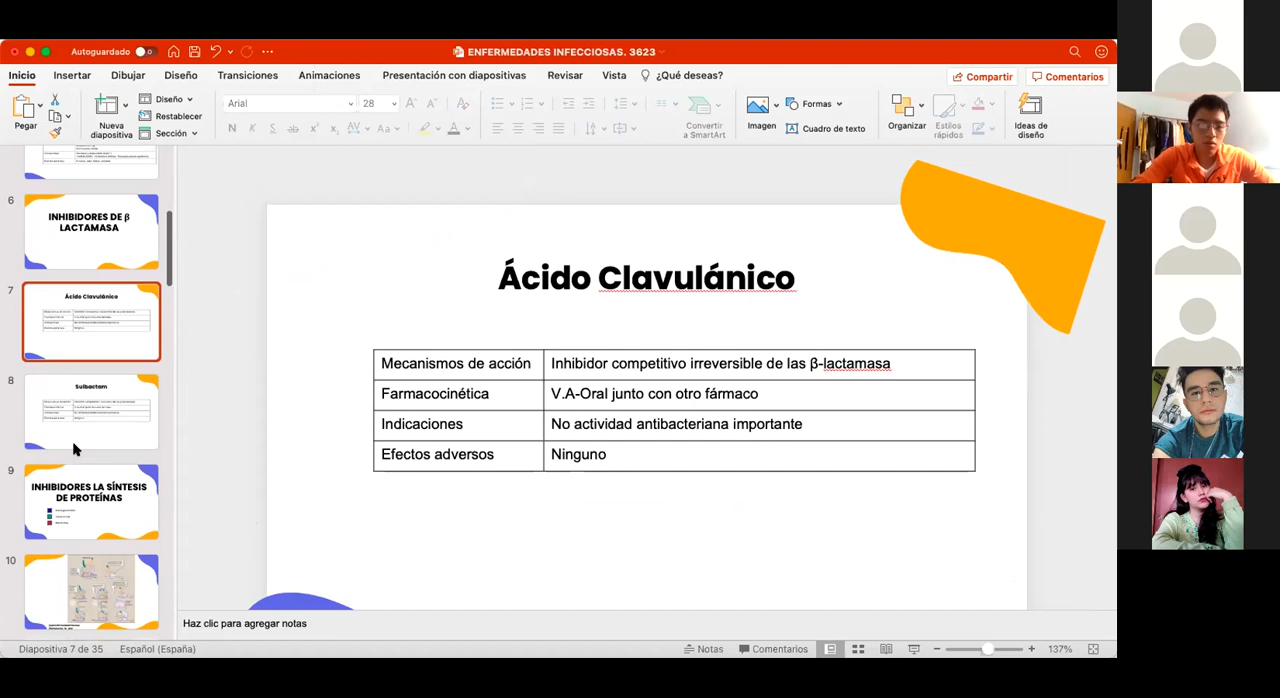 Autoguardado
ENFERMEDADES INFECCIOSAS. 3623
Inicio Insertar Dibujar Diseño Transiciones Animaciones Presentación con diapositivas Revisar Vista ¿Qué deseas? Compartir Comentarios
Pegar
Nueva diapositiva
Diseño
Restablecer
Sección
Arial 28
Convertir a SmartArt
Imagen
Formas
Cuadro de texto
Organizar
Estilos rápidos
Ideas de diseño
6
INHIBIDORES DE β
LACTAMASA
7
Ácido Clavulánico
8
Sulbactam
9
INHIBIDORES LA SÍNTESIS
DE PROTEÍNAS
10
Ácido Clavulánico
Mecanismos de acción Inhibidor competitivo irreversible de las β-lactamasa
Farmacocinética V.A-Oral junto con otro fármaco
Indicaciones No actividad antibacteriana importante
Efectos adversos Ninguno
Haz clic para agregar notas
Diapositiva 7 de 35 Español (España) Notas Comentarios 137%